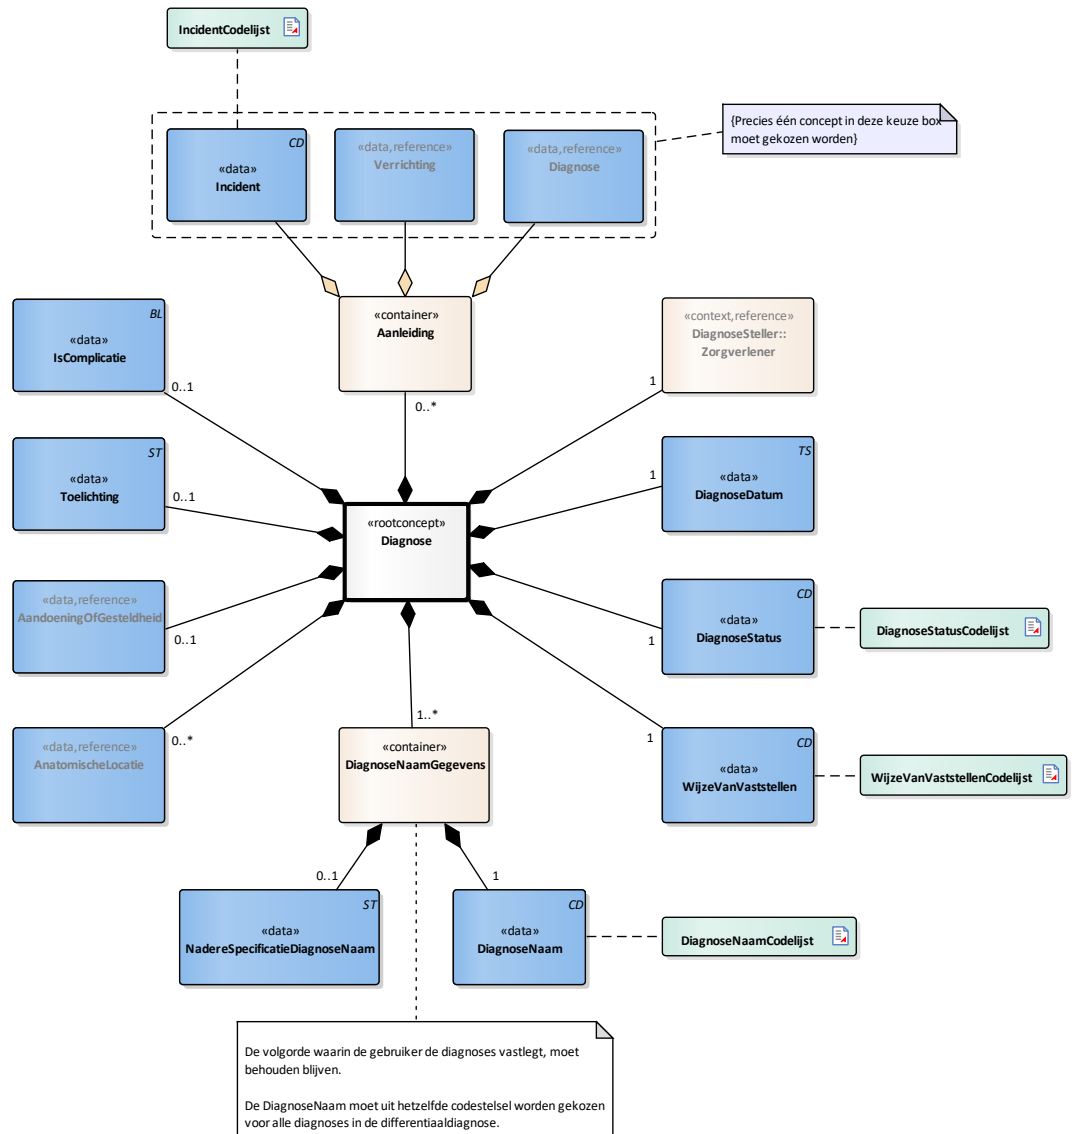 IncidentCodelijst
CD
«data»
Incident
«data,reference»
Verrichting
«data,reference»
Diagnose
{Precies één concept in deze keuze box
moet gekozen worden}
BL
«data»
IsComplicatie
0..1
«container»
Aanleiding
0..*
«context,reference»
DiagnoseSteller::
Zorgverlener
1
ST
«data»
Toelichting
0..1
TS
«data»
DiagnoseDatum
1
«rootconcept»
Diagnose
«data,reference»
AandoeningOfGesteldheid
0..1
CD
«data»
DiagnoseStatus
1
DiagnoseStatusCodelijst
«data,reference»
AnatomischeLocatie
0..*
1..*
«container»
DiagnoseNaamGegevens
CD
«data»
WijzeVanVaststellen
1
WijzeVanVaststellenCodelijst
0..1
1
ST
«data»
NadereSpecificatieDiagnoseNaam
CD
«data»
DiagnoseNaam
DiagnoseNaamCodelijst
De volgorde waarin de gebruiker de diagnoses vastlegt, moet
behouden blijven.
De DiagnoseNaam moet uit hetzelfde codestelsel worden gekozen
voor alle diagnoses in de differentiaaldiagnose.